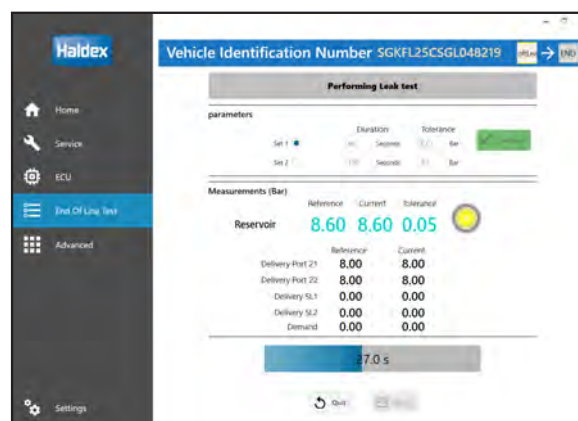 Haldex
Vehicle Identification Number SGKFL25CSGL048219 END
Performing Leak test
Home
Service
ECU
End Of Line Test
Advanced
Settings
parameters
Duration Tolerance
Set 1 Seconds Bar
Set 2 Seconds Bar
Measurements (Bar)
Reference Current Tolerance
Reservoir 8.60 8.60 0.05
Reference Current
Delivery Port 21 8.00 8.00
Delivery Port 22 8.00 8.00
Delivery SL1 0.00 0.00
Delivery SL2 0.00 0.00
Demand 0.00 0.00
27.0 s
Quit